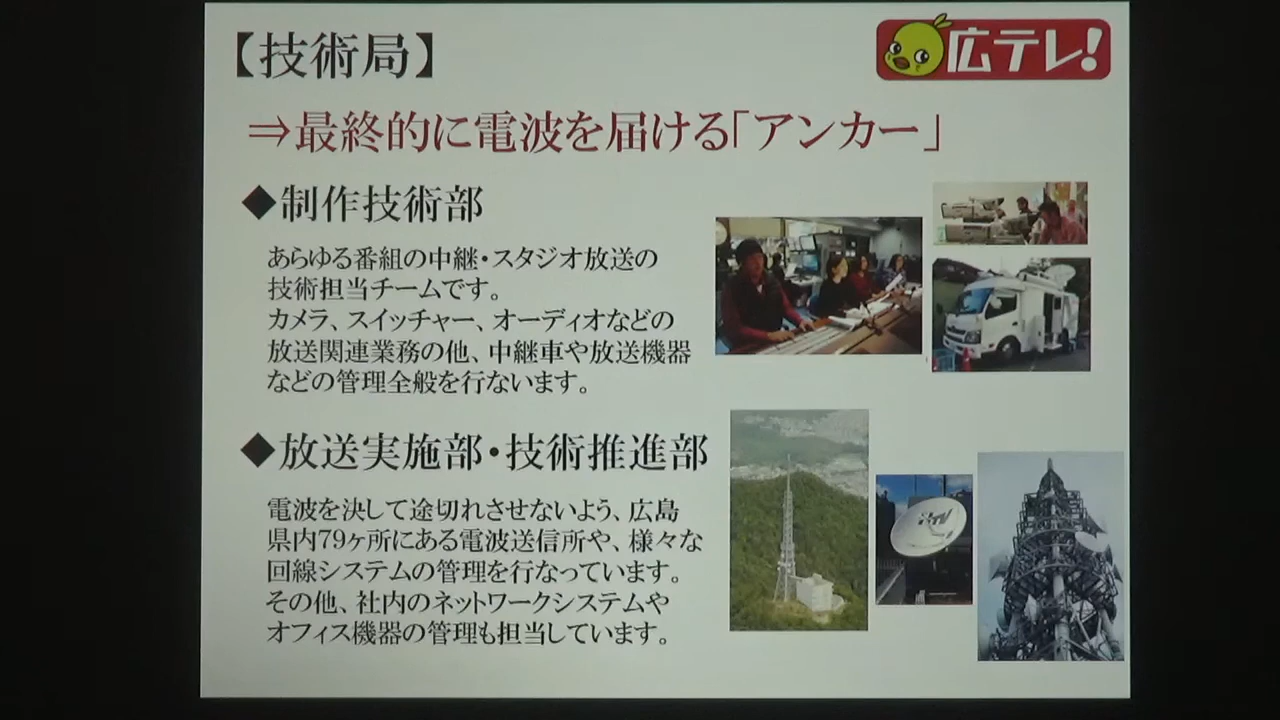 【技術局】
広テレ!
⇒最終的に電波を届ける「アンカー」
◆制作技術部
あらゆる番組の中継・スタジオ放送の
技術担当チームです。
カメラ、スイッチャー、オーディオなどの
放送関連業務の他、中継車や放送機器
などの管理全般を行ないます。
◆放送実施部・技術推進部
電波を決して途切れさせないよう、広島
県内79ヶ所にある電波送信所や、様々な
回線システムの管理を行なっています。
その他、社内のネットワークシステムや
オフィス機器の管理も担当しています。